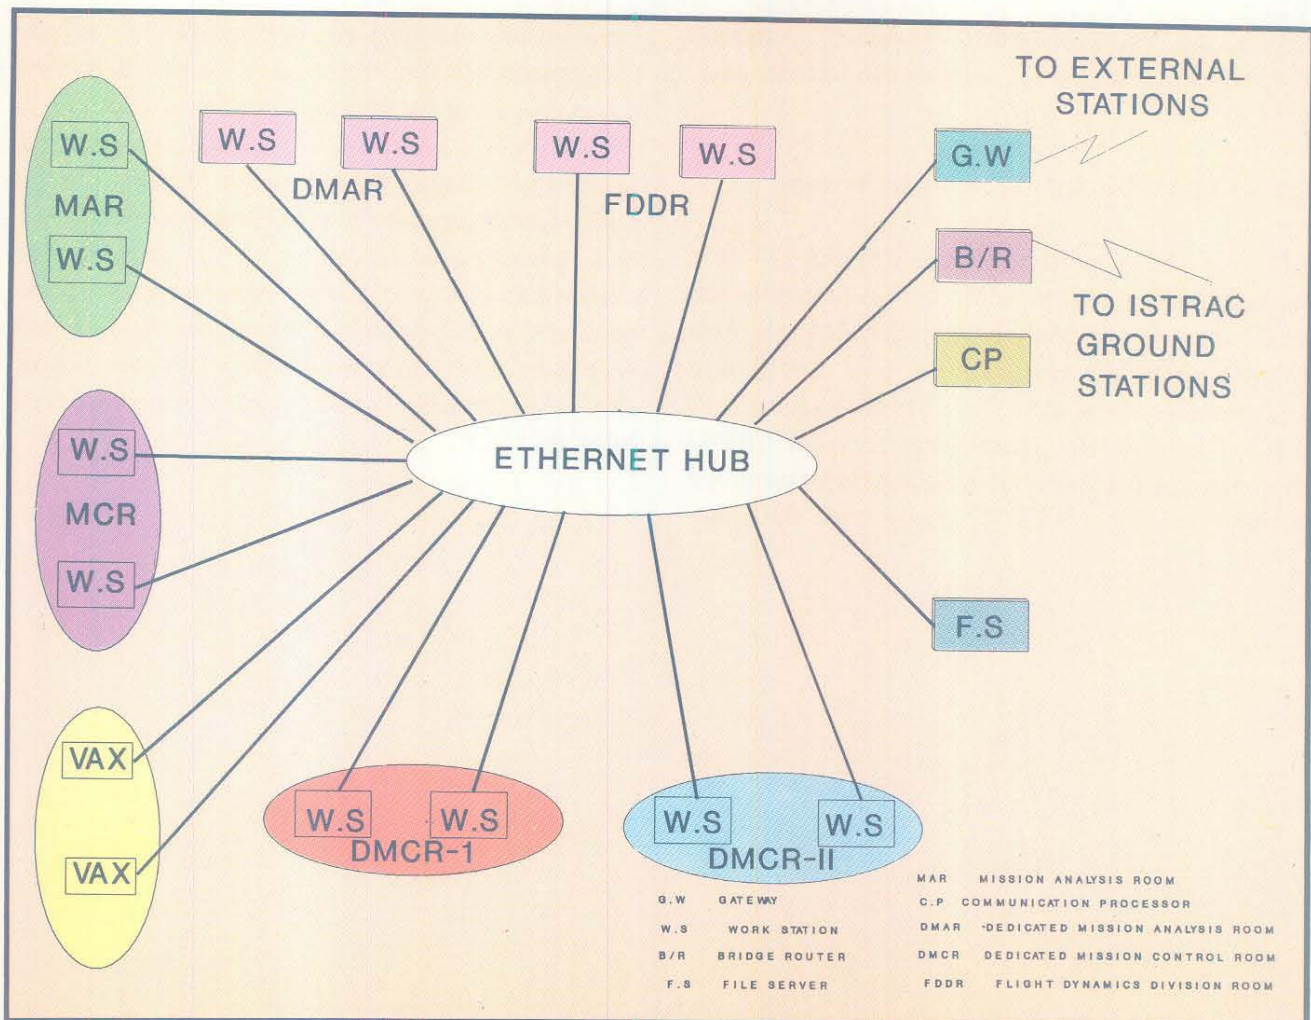 TO EXTERNAL
STATIONS
W.S
W.S
W.S
W.S
W.S
G.W
MAR
DMAR
FDDR
W.S
B/R
TO ISTRAC
GROUND
STATIONS
CP
W.S
ETHERNET HUB
MCR
W.S
F.S
VAX
W.S
W.S
W.S
W.S
DMCR-1
DMCR-II
VAX
MAR MISSION ANALYSIS ROOM
G.W GATEWAY
C.P COMMUNICATION PROCESSOR
W.S WORK STATION
DMAR -DEDICATED MISSION ANALYSIS ROOM
B/R BRIDGE ROUTER
DMCR DEDICATED MISSION CONTROL ROOM
F.S FILE SERVER
FDDR FLIGHT DYNAMICS DIVISION ROOM